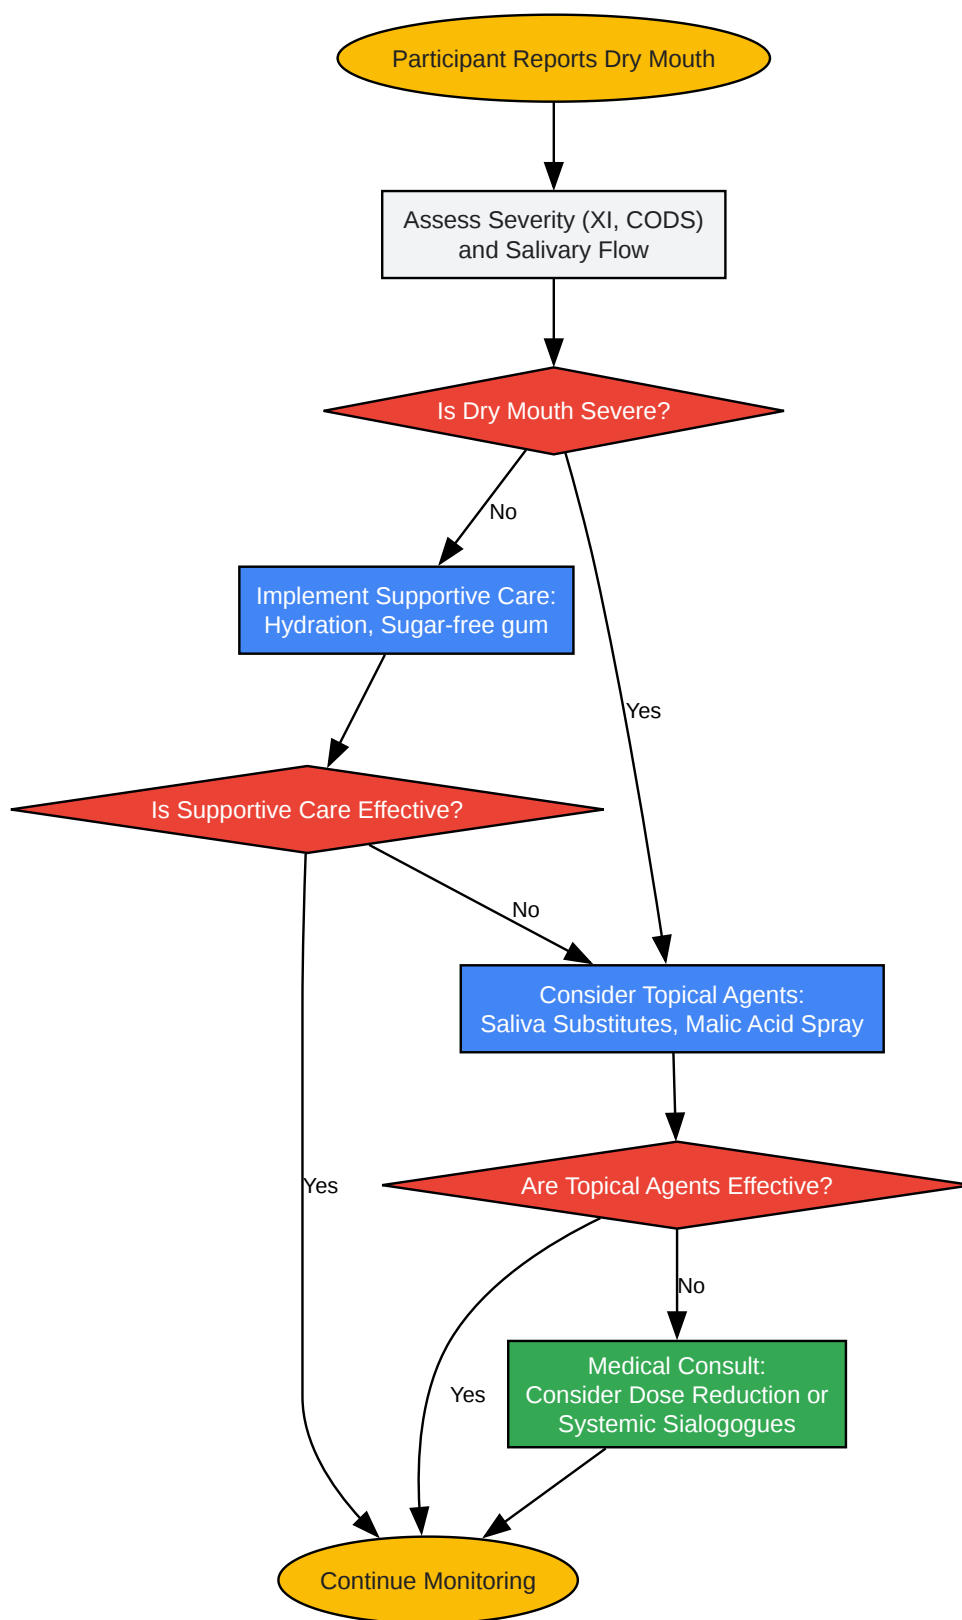 Participant Reports Dry Mouth
Assess Severity (XI, CODS)
and Salivary Flow
Is Dry Mouth Severe?
No
Implement Supportive Care:
Hydration, Sugar-free gum
Yes
Is Supportive Care Effective?
No
Consider Topical Agents:
Saliva Substitutes, Malic Acid Spray
Yes
Are Topical Agents Effective?
No
Medical Consult:
Consider Dose Reduction or
Systemic Sialogogues
Yes
Continue Monitoring